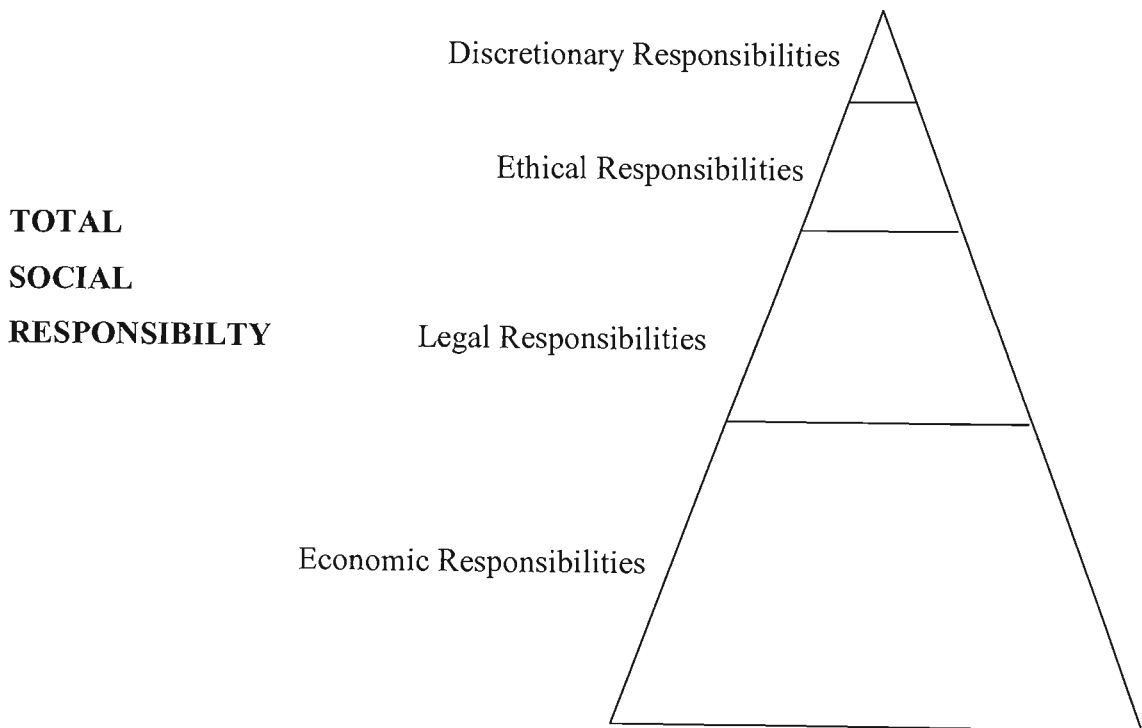 Discretionary Responsibilities
Ethical Responsibilities
TOTAL
SOCIAL
RESPONSIBILTY
Legal Responsibilities
Economic Responsibilities